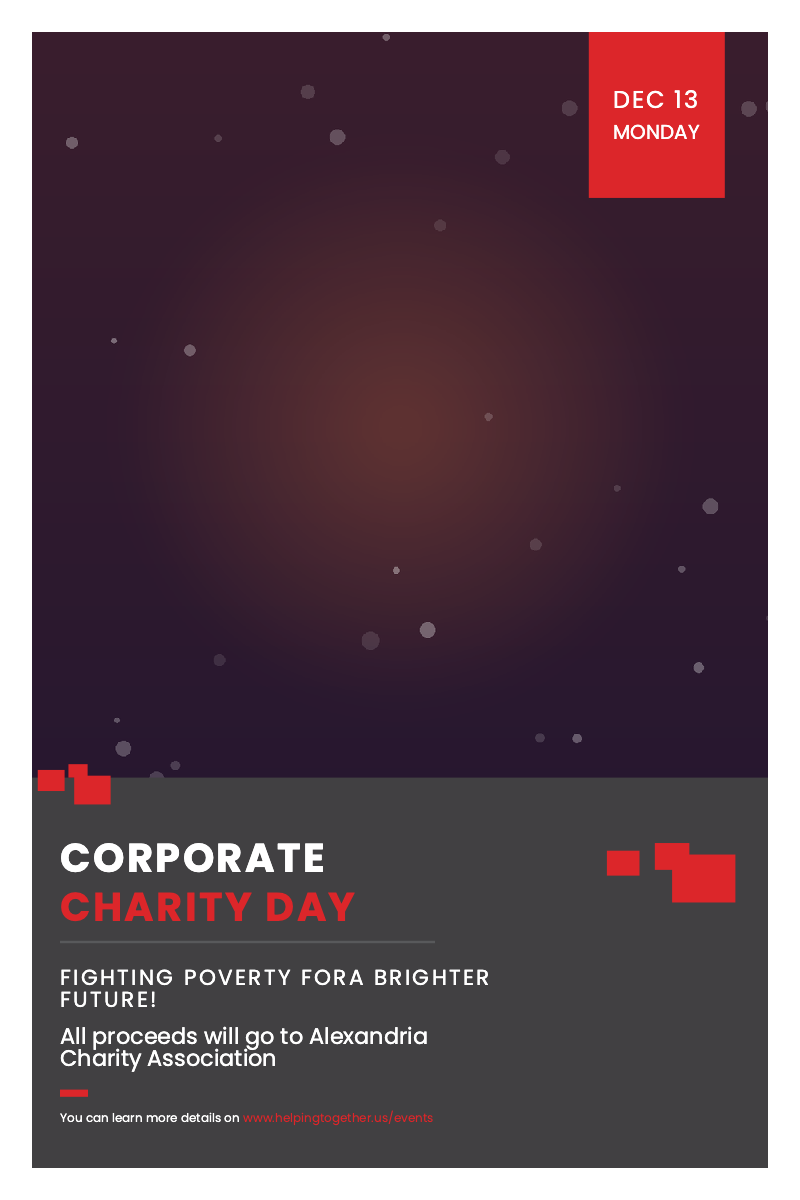 DEC 13
MONDAY
CORPORATE
CHARITY DAY
FIGHTING POVERTY FORA BRIGHTER
FUTURE!
All proceeds will go to Alexandria
Charity Association
You can learn more details on www.helpingtogether.us/events